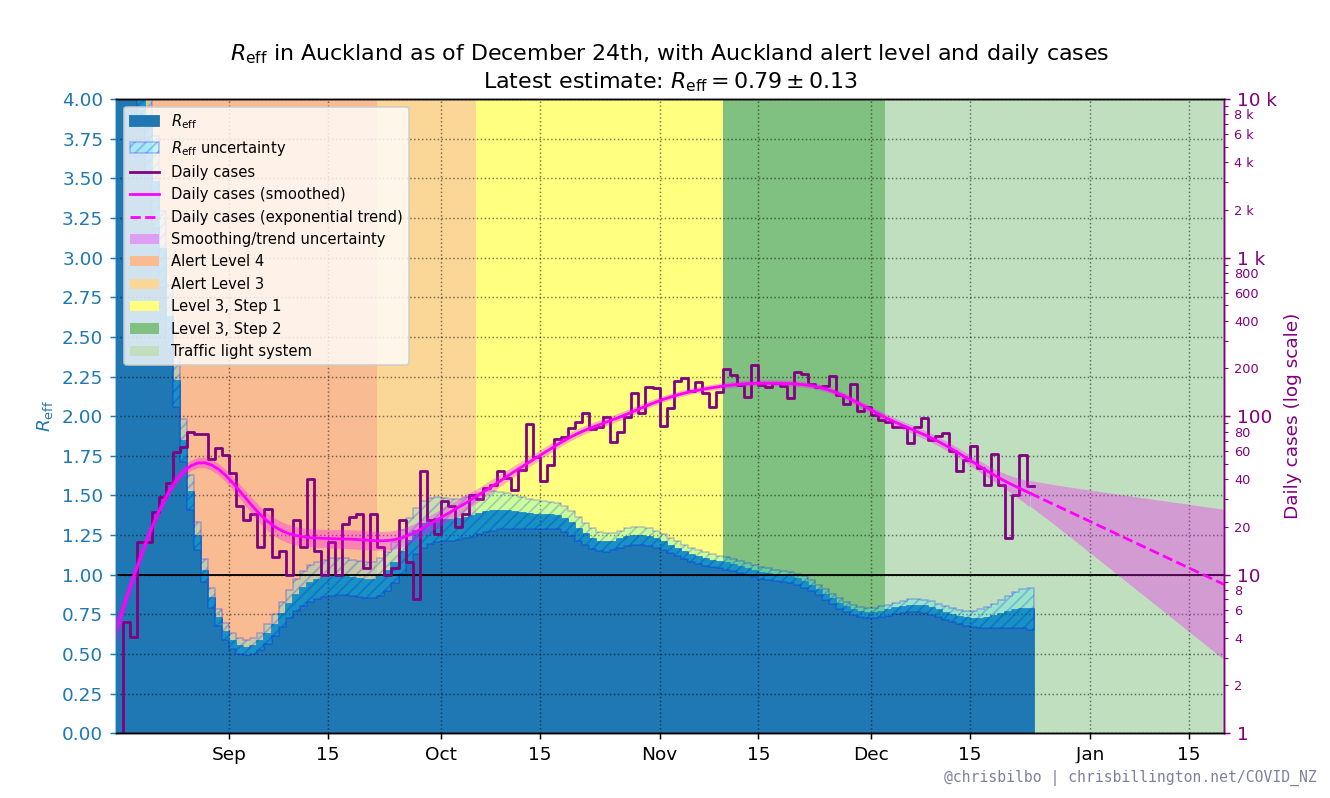 Reff in Auckland as of December 24th, with Auckland alert level and daily cases
Latest estimate: Reff = 0.79 ± 0.13
Reff
Reff uncertainty
Daily cases
Daily cases (smoothed)
Daily cases (exponential trend)
Smoothing/trend uncertainty
Alert Level 4
Alert Level 3
Level 3, Step 1
Level 3, Step 2
Traffic light system
Reff
4.00
3.75
3.50
3.25
3.00
2.75
2.50
2.25
2.00
1.75
1.50
1.25
1.00
0.75
0.50
0.25
0.00
Sep 15 Oct 15 Nov 15 Dec 15 Jan 15
10 k
8 k
6 k
4 k
2 k
1 k
800
600
400
200
100
80
60
40
20
10
8
6
4
2
1
Daily cases (log scale)
@chrisbilbo | chrisbillington.net/COVID_NZ